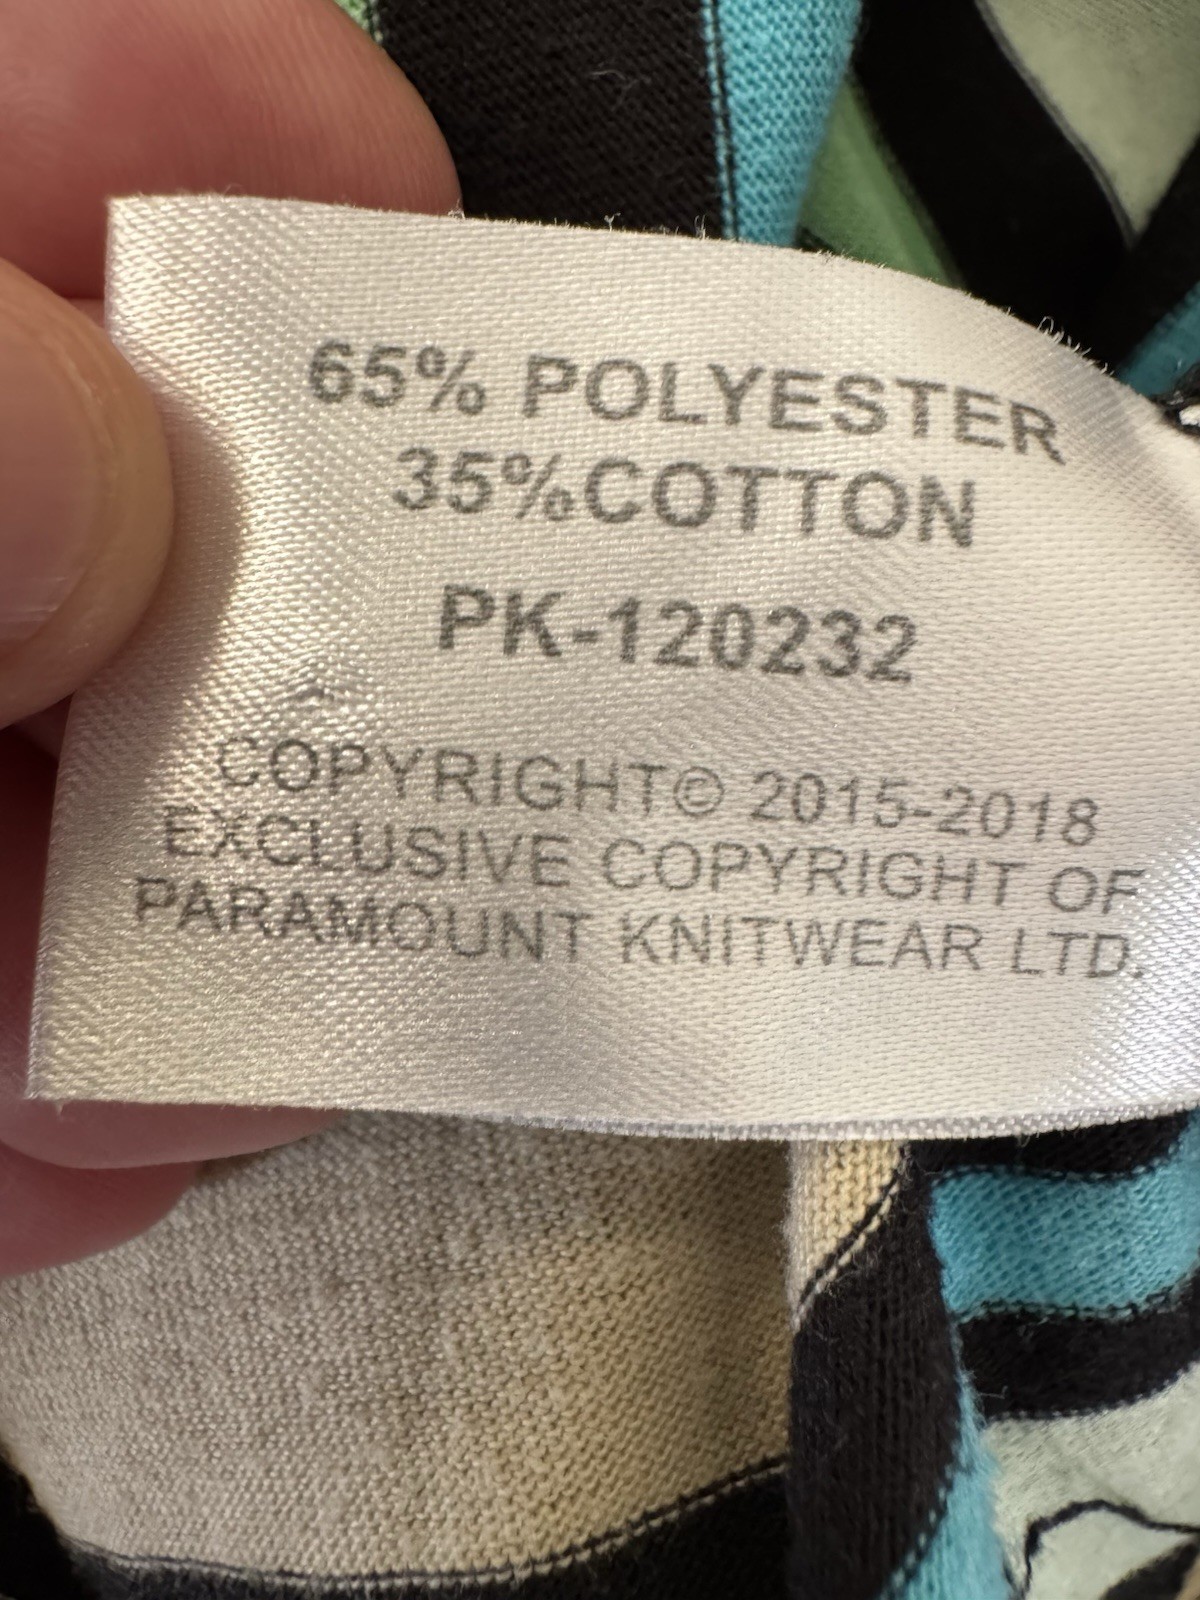 65% POLYESTER
35%COTTON
PK-120232
COPYRIGHT© 2015-2018
EXCLUSIVE COPYRIGHT OF
PARAMOUNT KNITWEAR LTD.